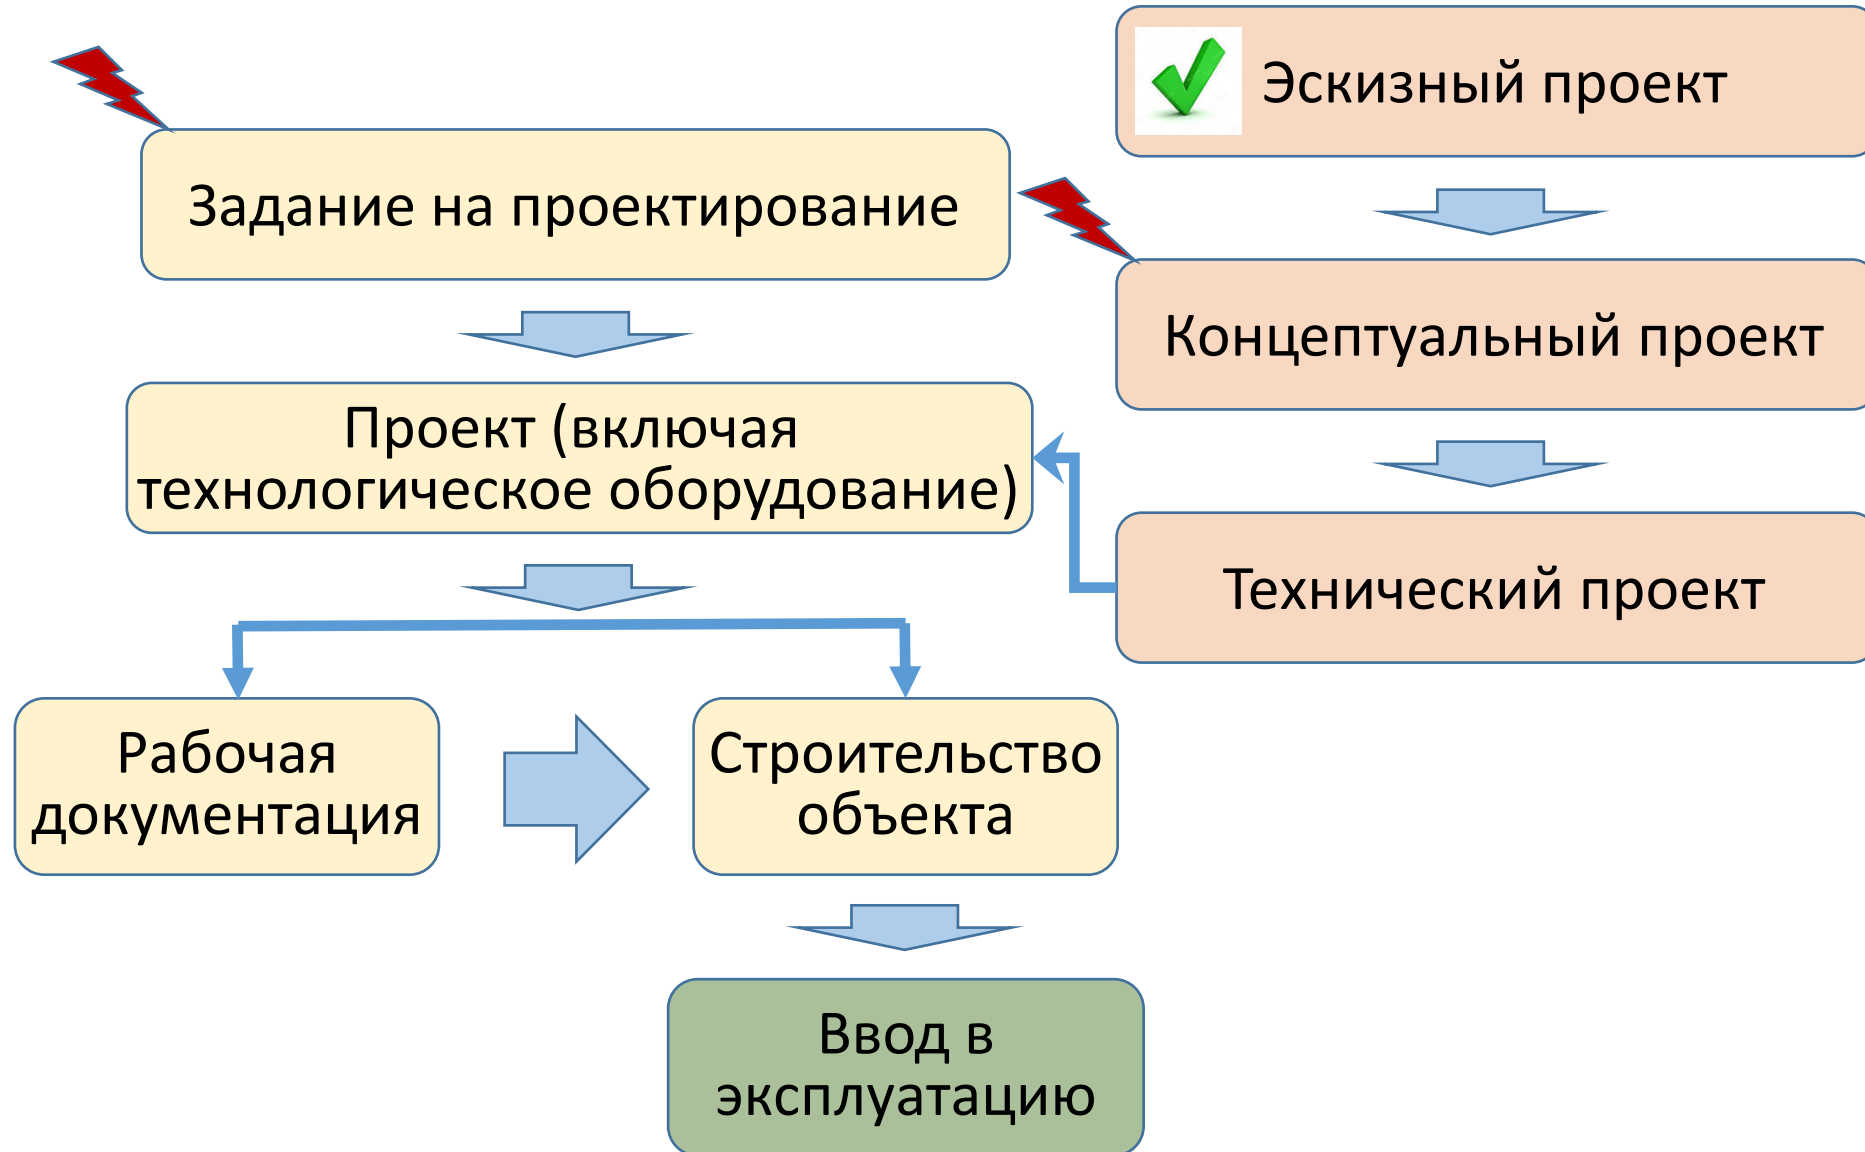 Эскизный проект
Задание на проектирование
Концептуальный проект
Проект (включая
технологическое оборудование)
Технический проект
Рабочая
документация
Строительство
объекта
Ввод в
эксплуатацию